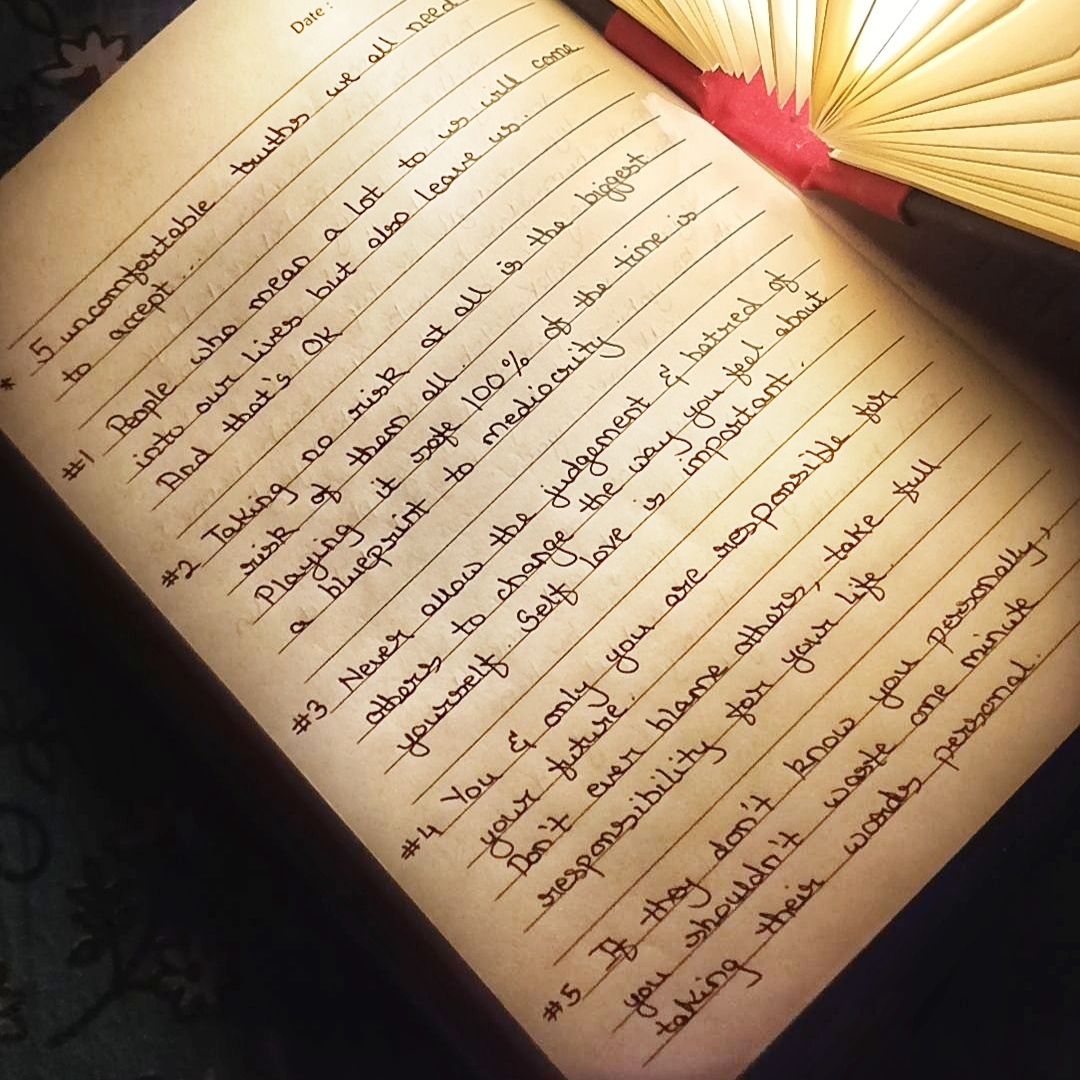 Date :
* 5 uncomfortable truths we all need
to accept ....
#1 People who mean a lot to us will come
into our lives but also leave us.
And that's OK
#2 Taking no risk at all is the biggest
risk of them all.
Playing it safe 100% of the time is
a blueprint to mediocrity
#3 Never allow the judgement & hatred of
others to change the way you feel about
yourself. Self love is important.
#4 You & only you are responsible for
your future.
Don't ever blame others, take full
responsibility for your life.
#5 If they don't know you personally,
you shouldn't waste one minute
taking their words personal.